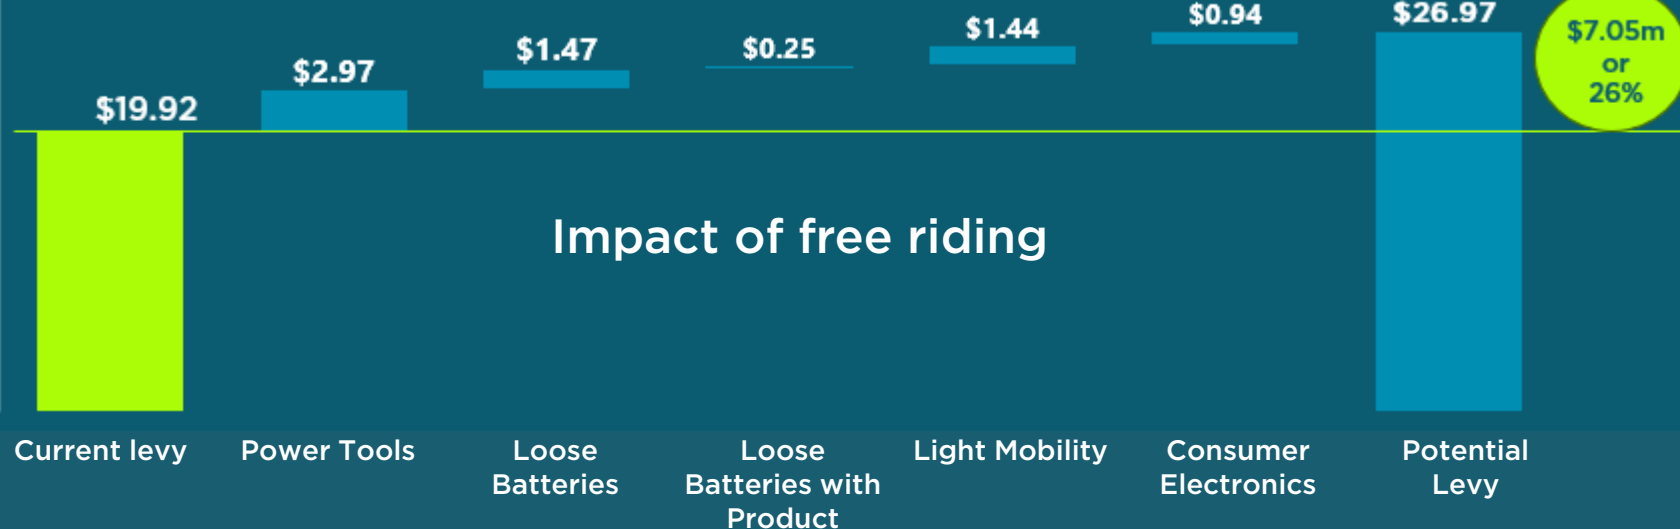 $19.92
$2.97
$1.47
$0.25
$1.44
$0.94
$26.97
$7.05m
or
26%
Impact of free riding
Current levy
Power Tools
Loose
Batteries
Loose
Batteries with
Product
Light Mobility
Consumer
Electronics
Potential
Levy